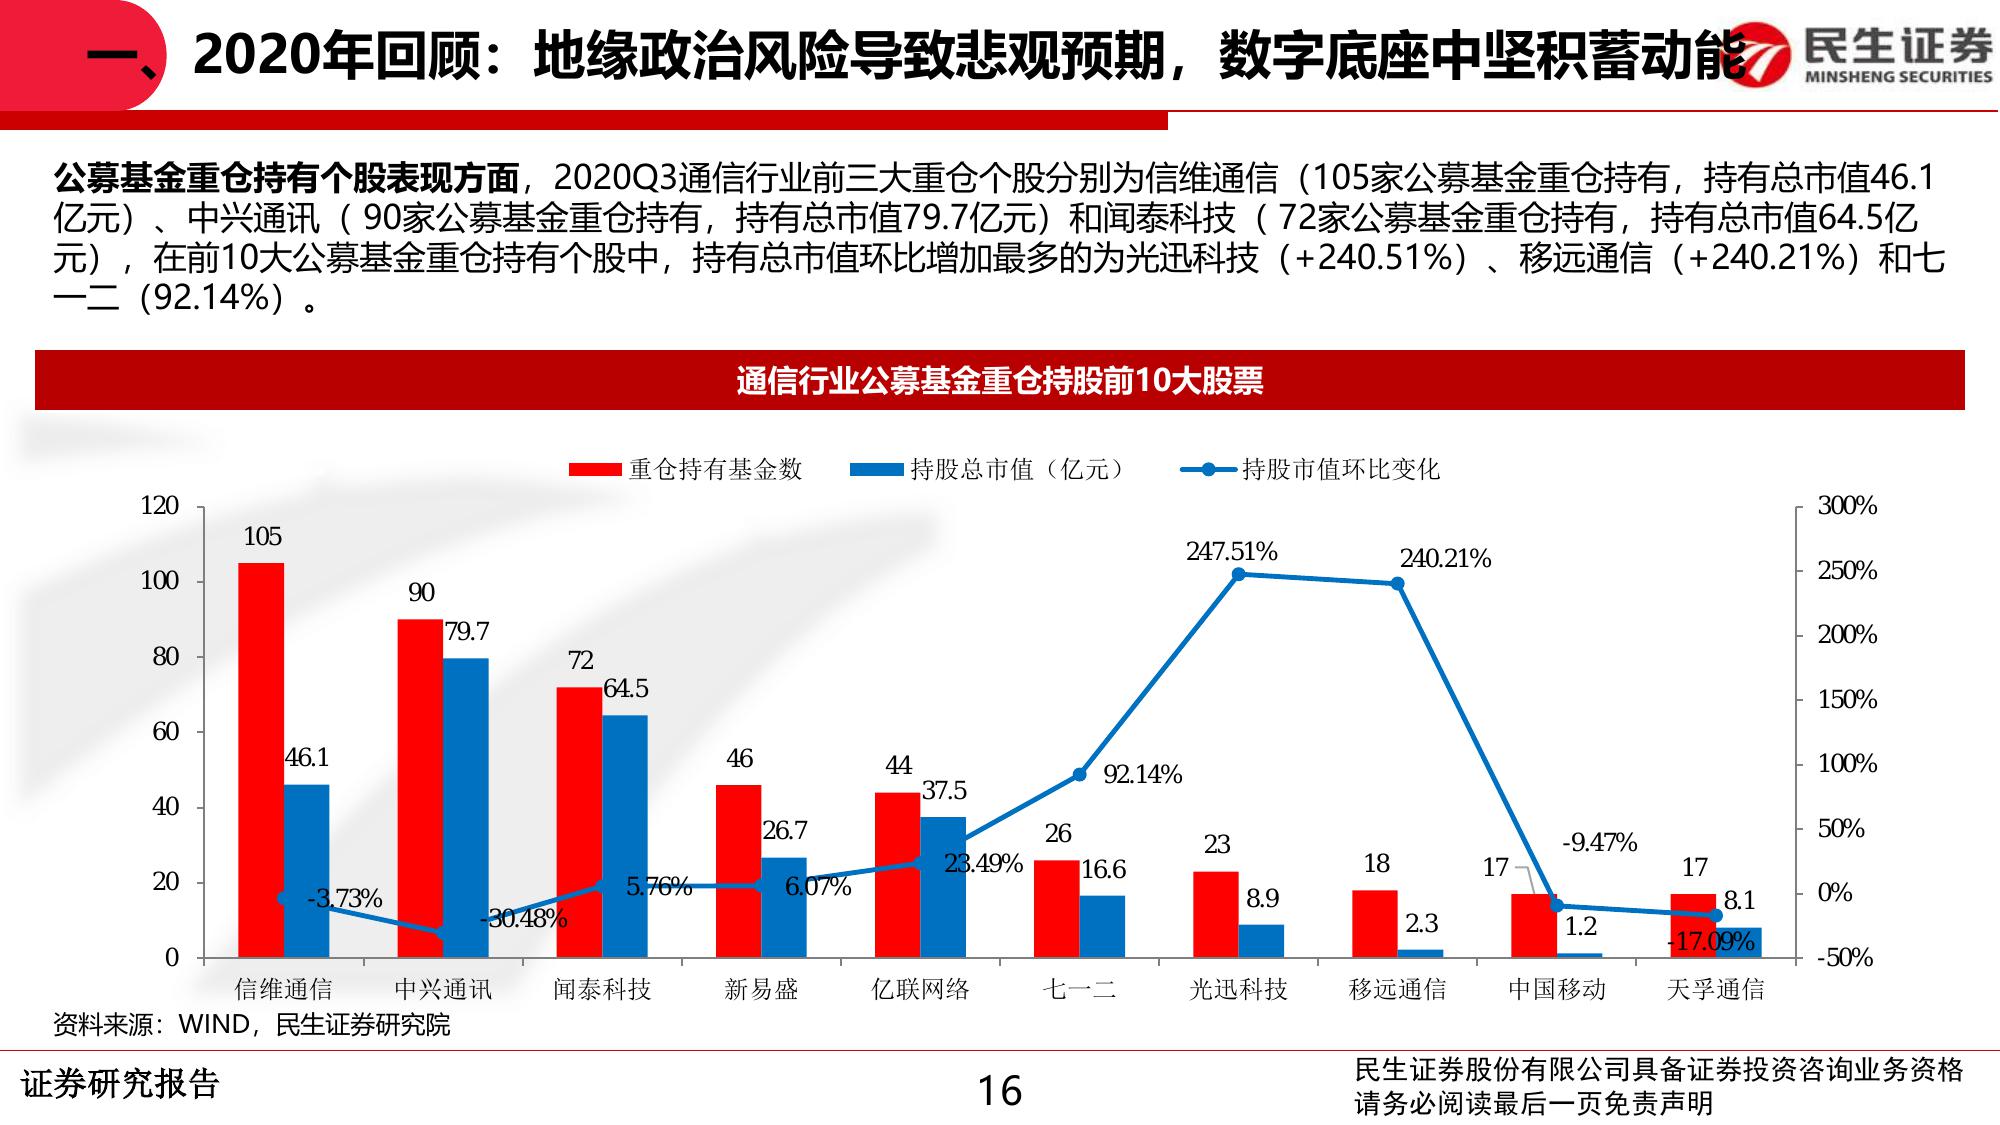 一、2020年回顾：地缘政治风险导致悲观预期，数字底座中坚积蓄动能
民生证券
MINSHENG SECURITIES
公募基金重仓持有个股表现方面，2020Q3通信行业前三大重仓个股分别为信维通信（105家公募基金重仓持有，持有总市值46.1
亿元）、中兴通讯（ 90家公募基金重仓持有，持有总市值79.7亿元）和闻泰科技（ 72家公募基金重仓持有，持有总市值64.5亿
元），在前10大公募基金重仓持有个股中，持有总市值环比增加最多的为光迅科技（+240.51%）、移远通信（+240.21%）和七
一二（92.14%）。
通信行业公募基金重仓持股前10大股票
重仓持有基金数 持股总市值（亿元） 持股市值环比变化
120
100
80
60
40
20
0
300%
250%
200%
150%
100%
50%
0%
-50%
105 90 72 46 44 26 23 18 17 17
46.1 79.7 64.5 26.7 37.5 16.6 8.9 2.3 1.2 8.1
-3.73% -30.48% 5.76% 6.07% 23.49% 92.14% 247.51% 240.21% -9.47% -17.09%
信维通信 中兴通讯 闻泰科技 新易盛 亿联网络 七一二 光迅科技 移远通信 中国移动 天孚通信
资料来源：WIND，民生证券研究院
证券研究报告
16
民生证券股份有限公司具备证券投资咨询业务资格
请务必阅读最后一页免责声明